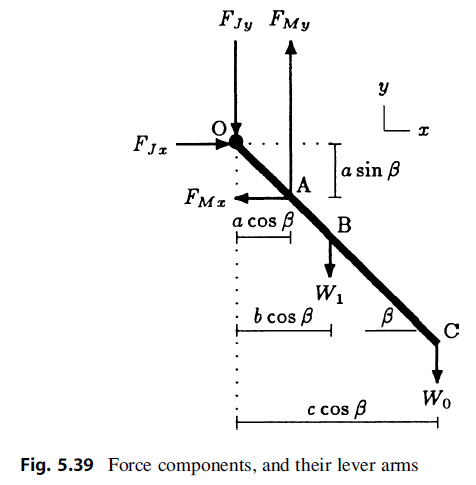 F_Jy F_My
y
x
O
F_Jx
a sin β
A
F_Mx
a cos β
B
W_1
b cos β
β
C
W_0
c cos β
Fig. 5.39 Force components, and their lever arms